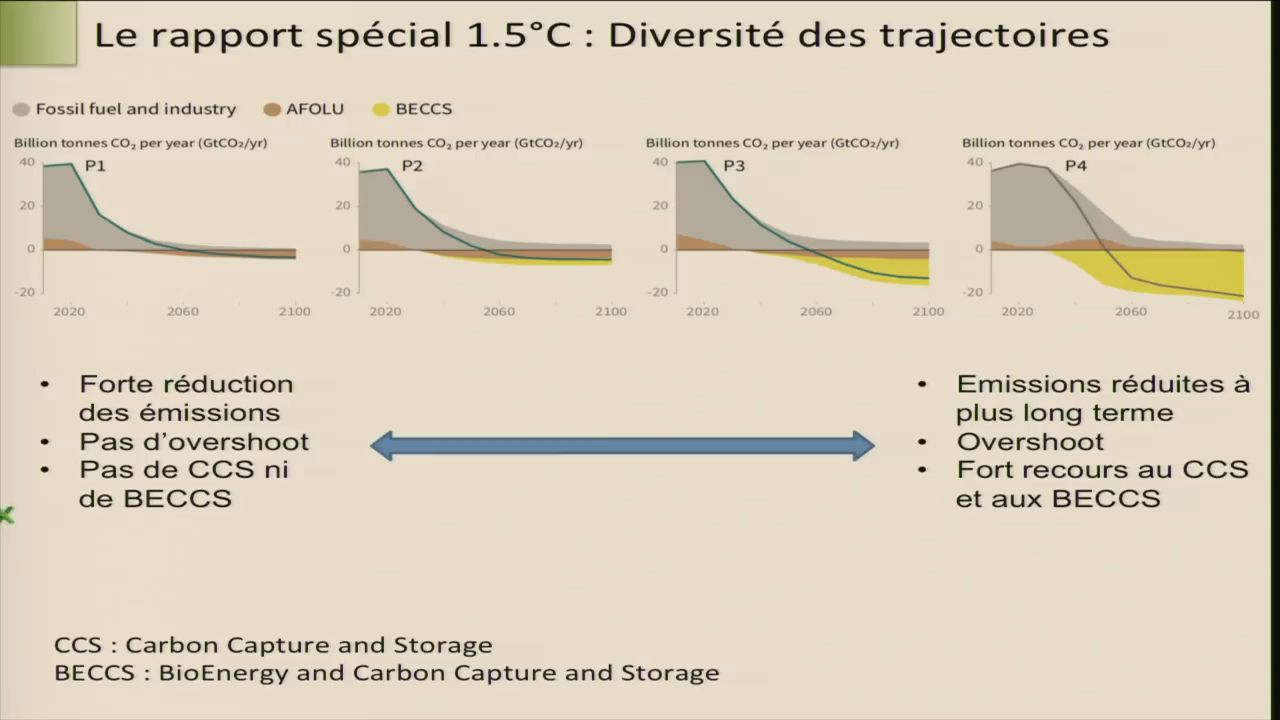 Le rapport spécial 1.5°C : Diversité des trajectoires
Fossil fuel and industry AFOLU BECCS
Billion tonnes CO₂ per year (GtCO₂/yr) Billion tonnes CO₂ per year (GtCO₂/yr) Billion tonnes CO₂ per year (GtCO₂/yr) Billion tonnes CO₂ per year (GtCO₂/yr)
40 P1 40 P2 40 P3 40 P4
20 20 20 20
0 0 0 0
-20 -20 -20 -20
2020 2060 2100 2020 2060 2100 2020 2060 2100 2020 2060 2100
• Forte réduction
des émissions
• Pas d’overshoot
• Pas de CCS ni
de BECCS
• Emissions réduites à
plus long terme
• Overshoot
• Fort recours au CCS
et aux BECCS
CCS : Carbon Capture and Storage
BECCS : BioEnergy and Carbon Capture and Storage